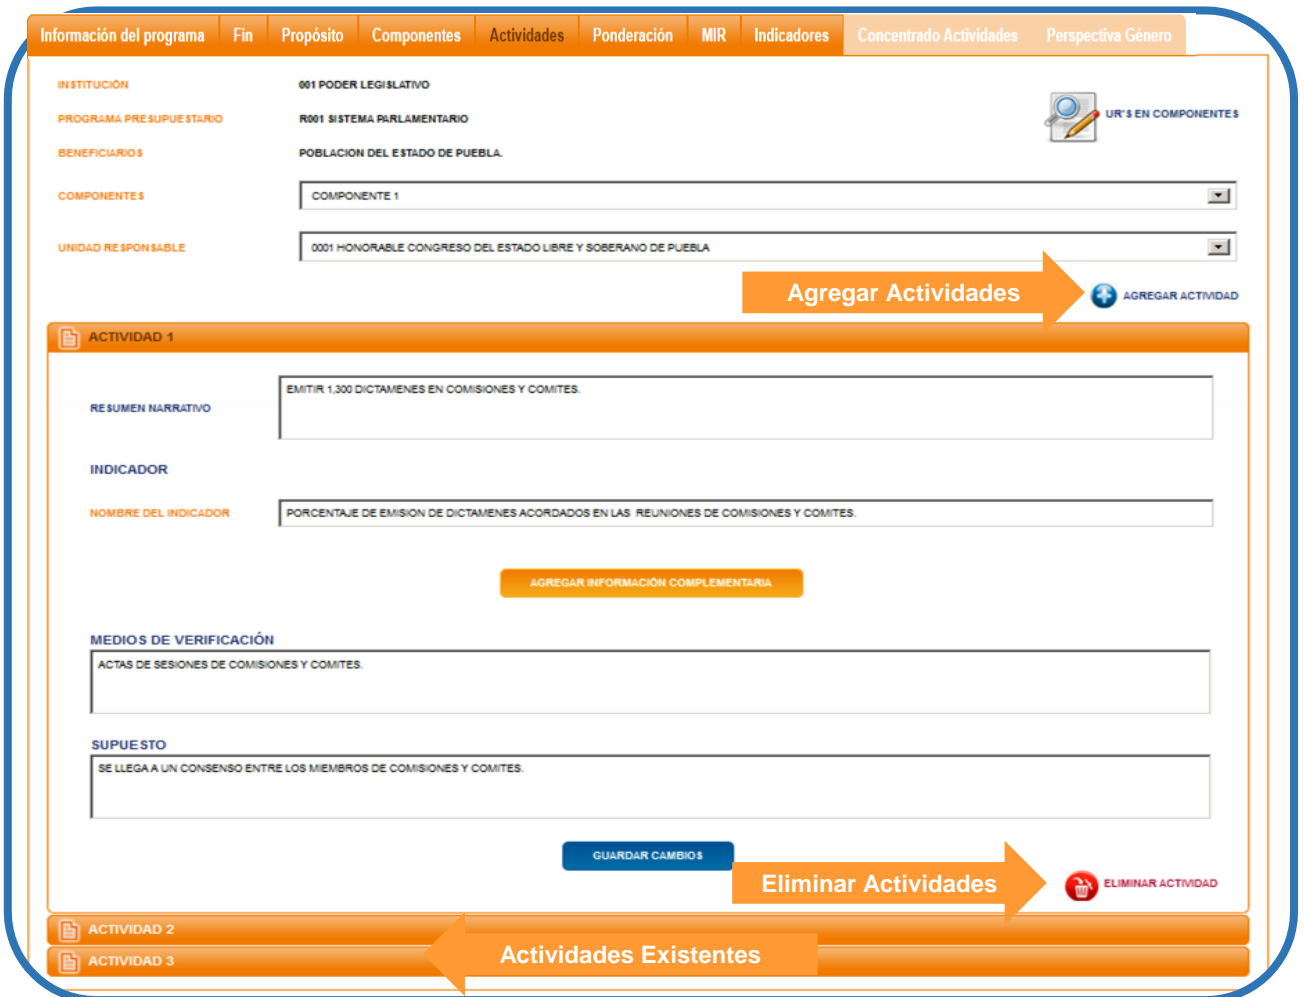 Información del programa Fin Propósito Componentes Actividades Ponderación MIR Indicadores Concentrado Actividades Perspectiva Género
INSTITUCIÓN 001 PODER LEGISLATIVO
PROGRAMA PRESUPUESTARIO R001 SISTEMA PARLAMENTARIO
UR'S EN COMPONENTES
BENEFICIARIOS POBLACION DEL ESTADO DE PUEBLA.
COMPONENTES COMPONENTE 1
UNIDAD RESPONSABLE 0001 HONORABLE CONGRESO DEL ESTADO LIBRE Y SOBERANO DE PUEBLA
Agregar Actividades AGREGAR ACTIVIDAD
ACTIVIDAD 1
EMITIR 1,300 DICTAMENES EN COMISIONES Y COMITES.
RESUMEN NARRATIVO
INDICADOR
NOMBRE DEL INDICADOR PORCENTAJE DE EMISION DE DICTAMENES ACORDADOS EN LAS REUNIONES DE COMISIONES Y COMITES.
AGREGAR INFORMACIÓN COMPLEMENTARIA
MEDIOS DE VERIFICACIÓN
ACTAS DE SESIONES DE COMISIONES Y COMITES.
SUPUESTO
SE LLEGA A UN CONSENSO ENTRE LOS MIEMBROS DE COMISIONES Y COMITES.
GUARDAR CAMBIOS
Eliminar Actividades ELIMINAR ACTIVIDAD
ACTIVIDAD 2
Actividades Existentes
ACTIVIDAD 3